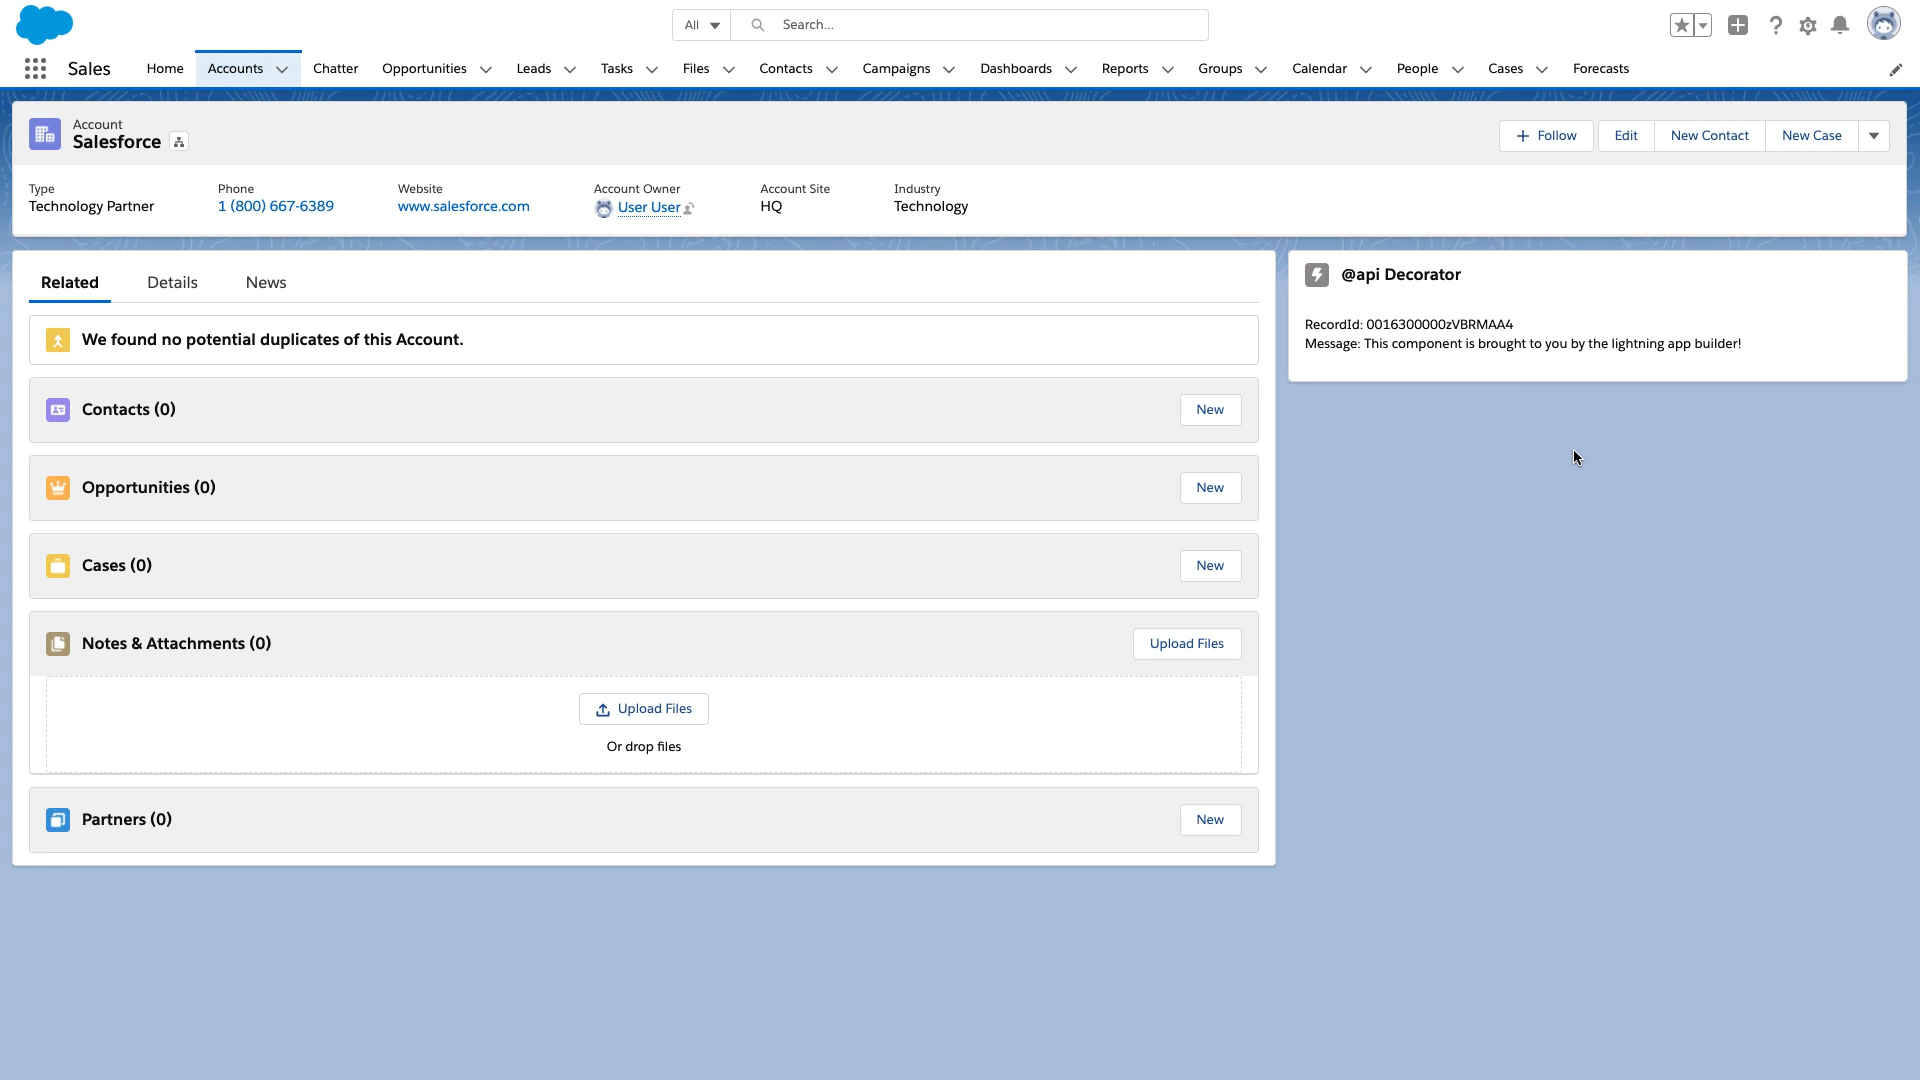 All
Search...
Sales
Home
Accounts
Chatter
Opportunities
Leads
Tasks
Files
Contacts
Campaigns
Dashboards
Reports
Groups
Calendar
People
Cases
Forecasts
Account
Salesforce
Follow
Edit
New Contact
New Case
Type
Technology Partner
Phone
1 (800) 667-6389
Website
www.salesforce.com
Account Owner
User User
Account Site
HQ
Industry
Technology
Related
Details
News
We found no potential duplicates of this Account.
Contacts (0)
New
Opportunities (0)
New
Cases (0)
New
Notes & Attachments (0)
Upload Files
Upload Files
Or drop files
Partners (0)
New
@api Decorator
RecordId: 0016300000zVBRMAA4
Message: This component is brought to you by the lightning app builder!